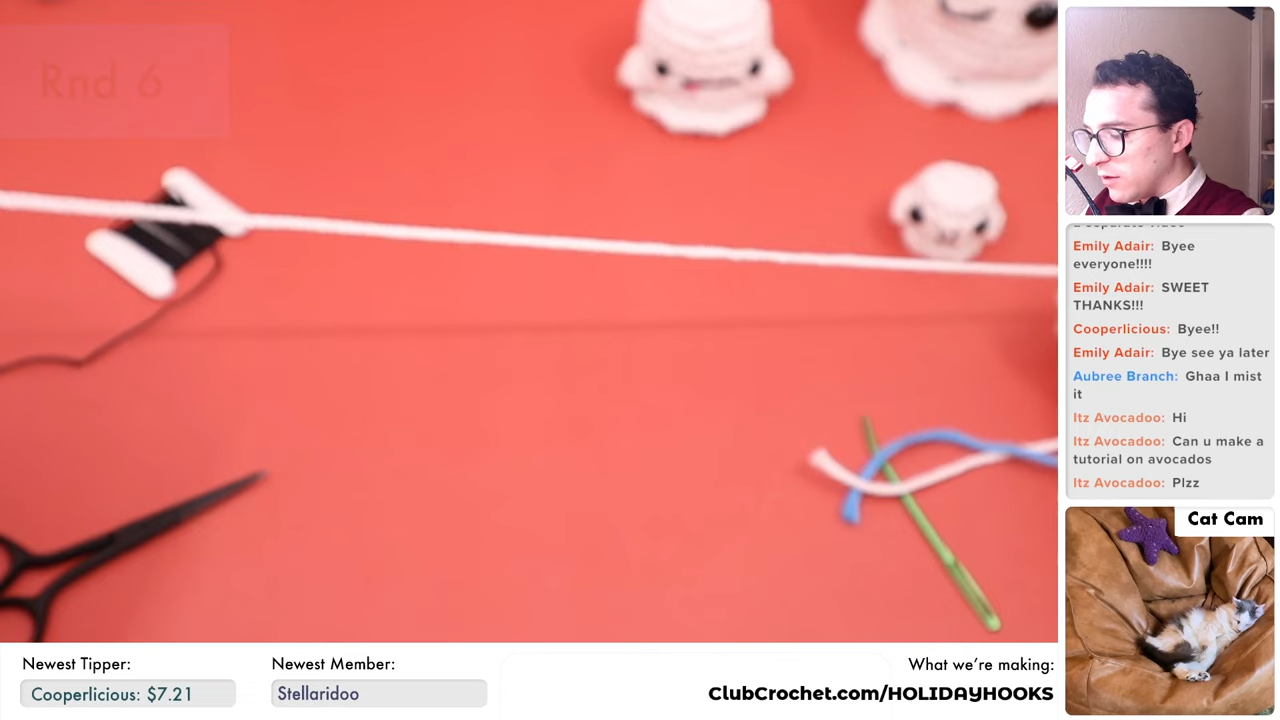 Rnd 6
Emily Adair: Byee
everyone!!!!
Emily Adair: SWEET
THANKS!!!
Cooperlicious: Byee!!
Emily Adair: Bye see ya later
Aubree Branch: Ghaa I mist
it
Itz Avocadoo: Hi
Itz Avocadoo: Can u make a
tutorial on avocados
Itz Avocadoo: Plzz
Cat Cam
Newest Tipper:
Cooperlicious: $7.21
Newest Member:
Stellaridoo
What we're making:
ClubCrochet.com/HOLIDAYHOOKS